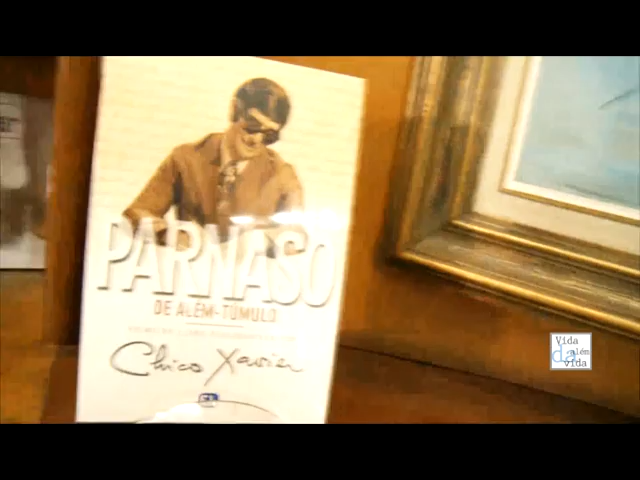 PARNASO
DE ALÉM-TÚMULO
Chico Xavier
Vida
da além
vida